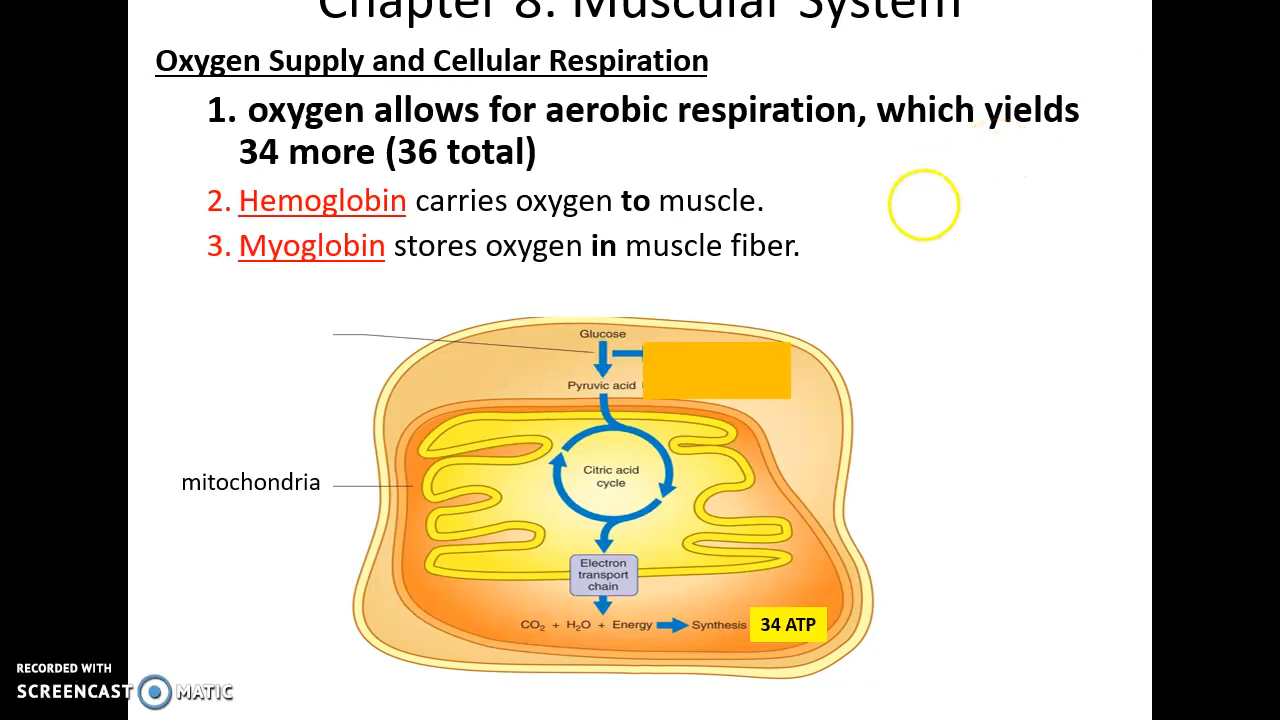 Chapter 8: Muscular System
Oxygen Supply and Cellular Respiration
1. oxygen allows for aerobic respiration, which yields
34 more (36 total)
2. Hemoglobin carries oxygen to muscle.
3. Myoglobin stores oxygen in muscle fiber.
Glucose
Pyruvic acid
Citric acid
cycle
mitochondria
Electron
transport
chain
CO₂ + H₂O + Energy Synthesis 34 ATP
RECORDED WITH
SCREENCAST MATIC